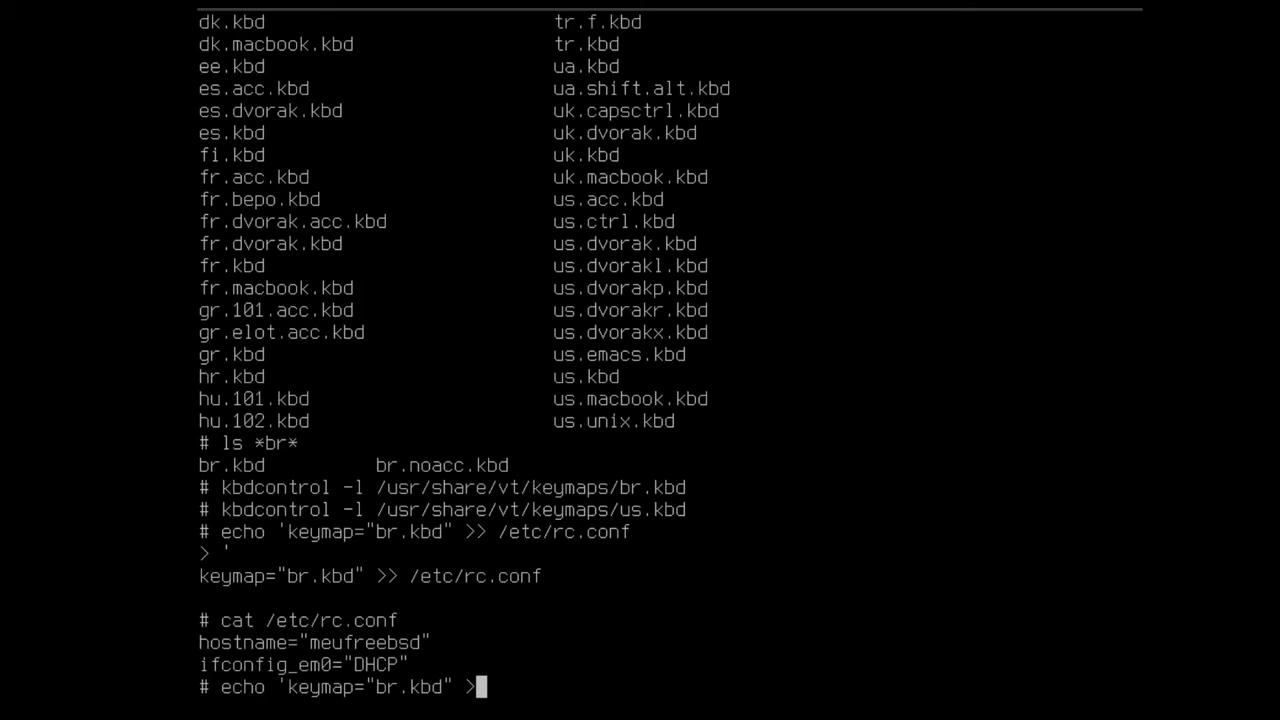 dk.kbd tr.f.kbd
dk.macbook.kbd tr.kbd
ee.kbd ua.kbd
es.acc.kbd ua.shift.alt.kbd
es.dvorak.kbd uk.capsctrl.kbd
es.kbd uk.dvorak.kbd
fi.kbd uk.kbd
fr.acc.kbd uk.macbook.kbd
fr.bepo.kbd us.acc.kbd
fr.dvorak.acc.kbd us.ctrl.kbd
fr.dvorak.kbd us.dvorak.kbd
fr.kbd us.dvorakl.kbd
fr.macbook.kbd us.dvorakp.kbd
gr.101.acc.kbd us.dvorakr.kbd
gr.elot.acc.kbd us.dvorakx.kbd
gr.kbd us.emacs.kbd
hr.kbd us.kbd
hu.101.kbd us.macbook.kbd
hu.102.kbd us.unix.kbd
# ls *br*
br.kbd br.noacc.kbd
# kbdcontrol -l /usr/share/vt/keymaps/br.kbd
# kbdcontrol -l /usr/share/vt/keymaps/us.kbd
# echo 'keymap="br.kbd" >> /etc/rc.conf
> '
keymap="br.kbd" >> /etc/rc.conf
# cat /etc/rc.conf
hostname="meufreebsd"
ifconfig_em0="DHCP"
# echo 'keymap="br.kbd" >